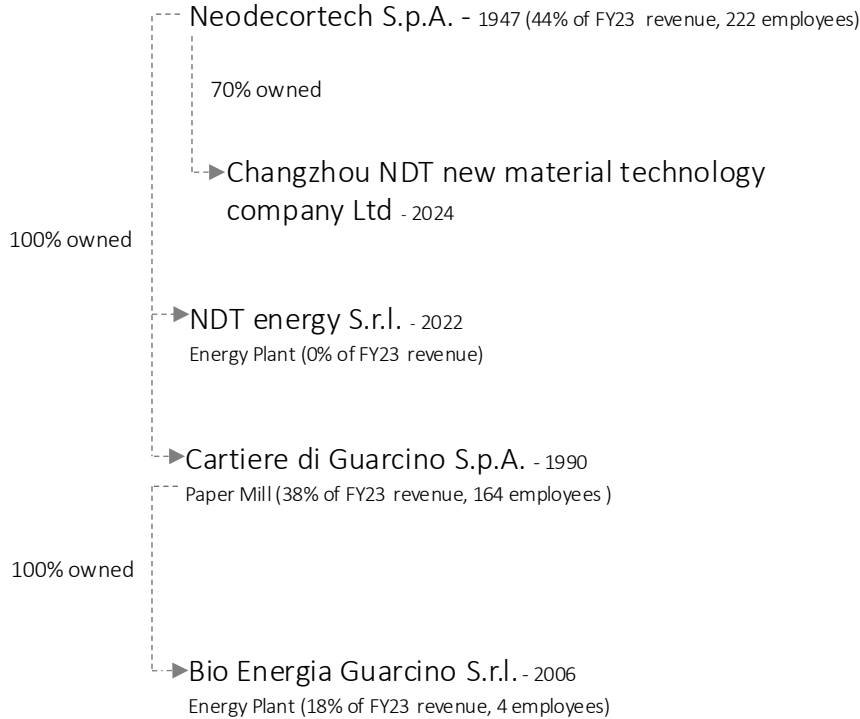 Neodecortech S.p.A. - 1947 (44% of FY23 revenue, 222 employees)
70% owned
Changzhou NDT new material technology
company Ltd - 2024
100% owned
NDT energy S.r.l. - 2022
Energy Plant (0% of FY23 revenue)
Cartiere di Guarcino S.p.A. - 1990
Paper Mill (38% of FY23 revenue, 164 employees )
100% owned
Bio Energia Guarcino S.r.l. - 2006
Energy Plant (18% of FY23 revenue, 4 employees)